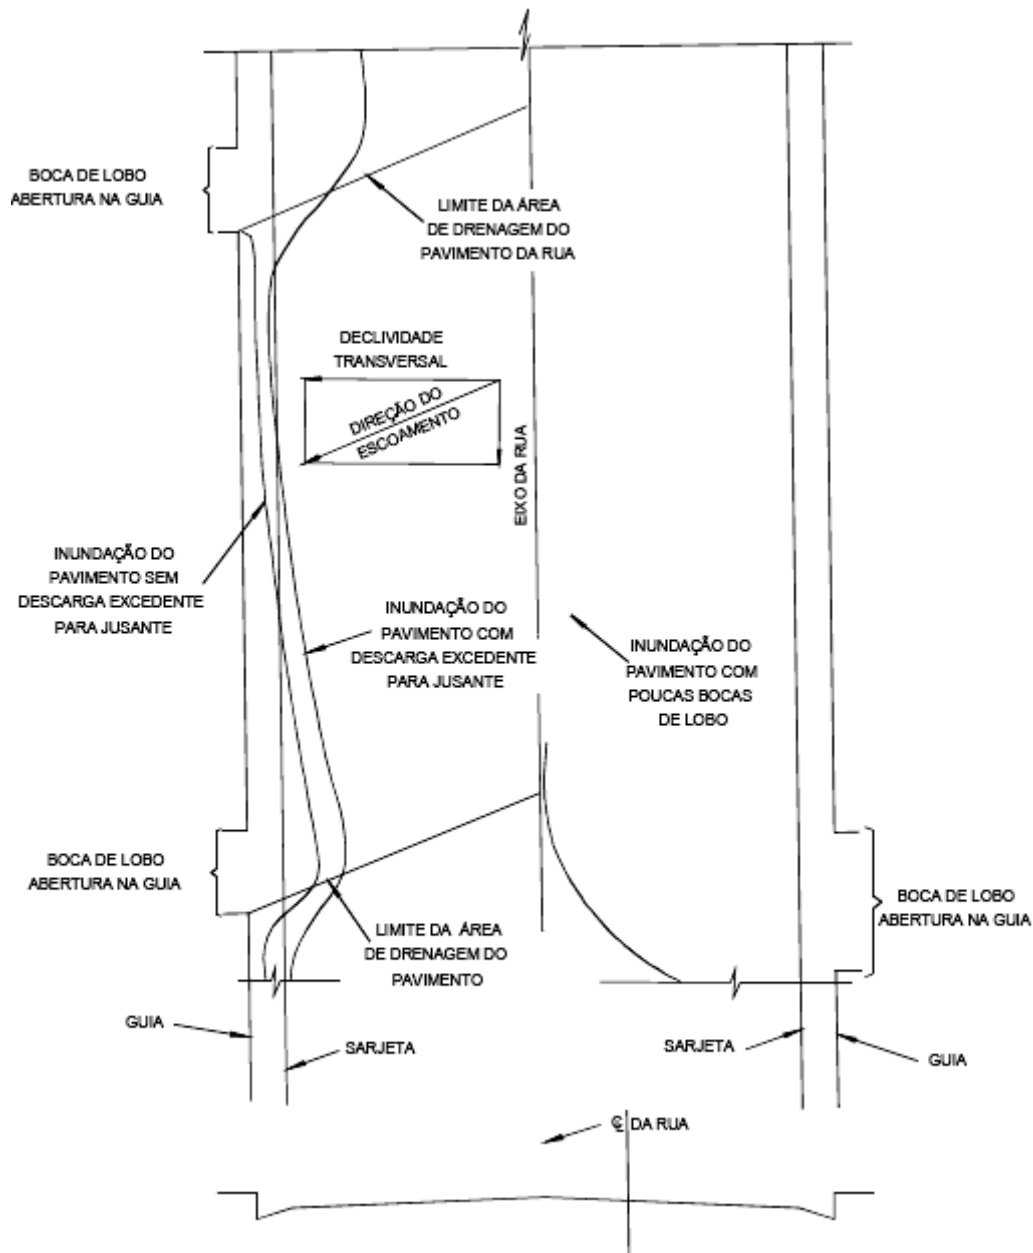 BOCA DE LOBO
ABERTURA NA GUIA
LIMITE DA ÁREA
DE DRENAGEM DO
PAVIMENTO DA RUA
DECLIVIDADE
TRANSVERSAL
DIREÇÃO DO
ESCOAMENTO
EIXO DA RUA
INUNDAÇÃO DO
PAVIMENTO SEM
DESCARGA EXCEDENTE
PARA JUSANTE
INUNDAÇÃO DO
PAVIMENTO COM
DESCARGA EXCEDENTE
PARA JUSANTE
INUNDAÇÃO DO
PAVIMENTO COM
POUCAS BOCAS
DE LOBO
BOCA DE LOBO
ABERTURA NA GUIA
BOCA DE LOBO
ABERTURA NA GUIA
LIMITE DA ÁREA
DE DRENAGEM DO
PAVIMENTO
GUIA
SARJETA
SARJETA
GUIA
℄ DA RUA